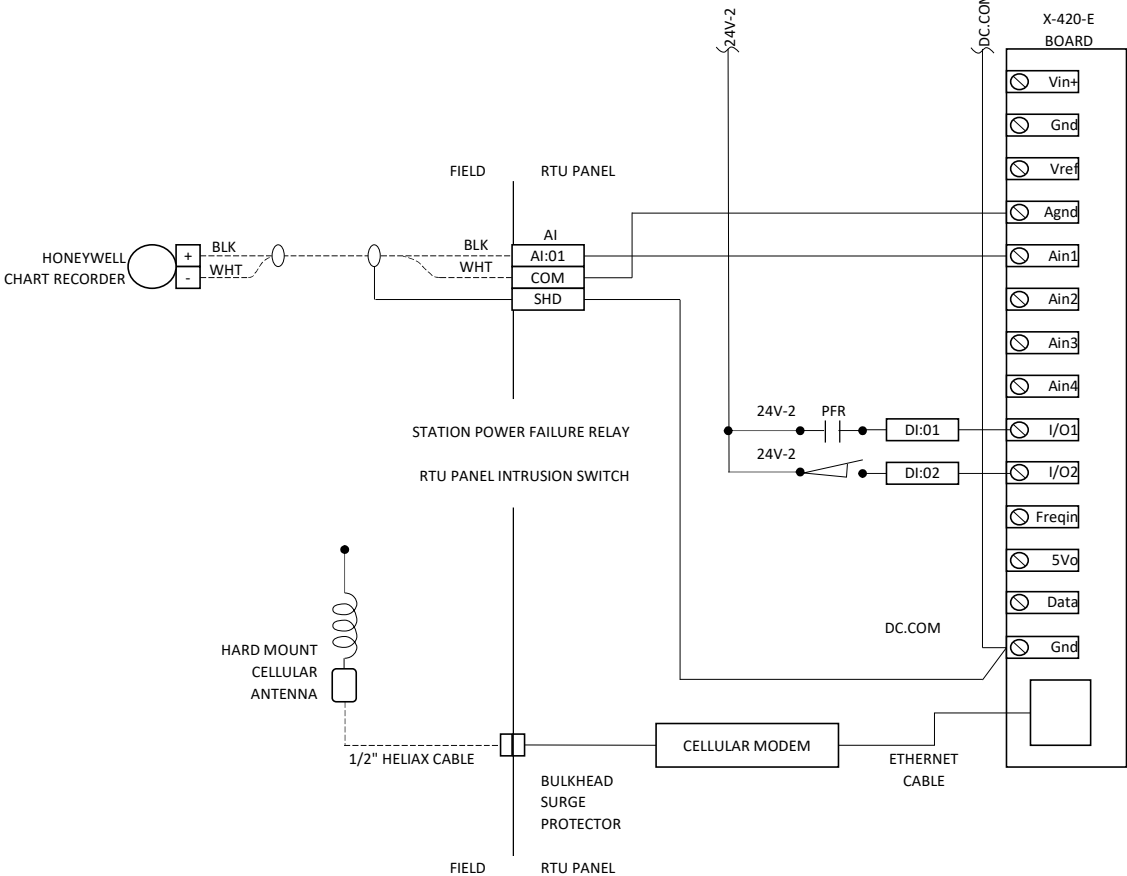 24V-2
DC.COM
X-420-E
BOARD
Vin+
Gnd
Vref
FIELD
RTU PANEL
Agnd
AI
HONEYWELL
CHART RECORDER
+
-
BLK
WHT
BLK
WHT
AI:01
COM
SHD
Ain1
Ain2
Ain3
Ain4
STATION POWER FAILURE RELAY
24V-2
PFR
DI:01
I/O1
RTU PANEL INTRUSION SWITCH
24V-2
DI:02
I/O2
Freqin
5Vo
Data
DC.COM
Gnd
HARD MOUNT
CELLULAR
ANTENNA
1/2" HELIAX CABLE
CELLULAR MODEM
ETHERNET
CABLE
BULKHEAD
SURGE
PROTECTOR
FIELD
RTU PANEL